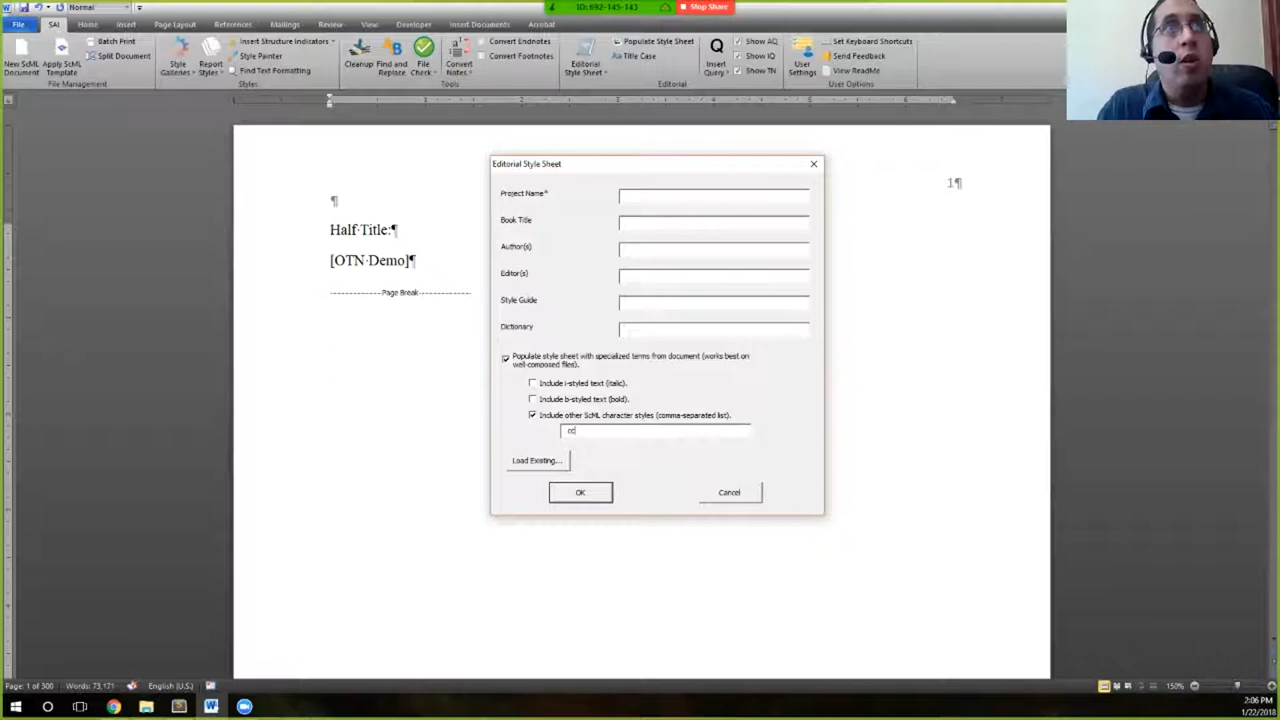 ID: 692-145-143
Stop Share
Normal
File
SAI
Home
Insert
Page Layout
References
Mailings
Review
View
Developer
Insert Documents
Acrobat
New ScML Document
Apply ScML Template
Batch Print
Split Document
File Management
Style Galleries
Report Styles
Insert Structure Indicators
Style Painter
Find Text Formatting
Styles
Cleanup
Find and Replace
File Check
Convert Notes
Convert Endnotes
Convert Footnotes
Tools
Editorial Style Sheet
Populate Style Sheet
Title Case
Insert Query
Show AQ
Show IQ
Show TN
Editorial
User Settings
Set Keyboard Shortcuts
Send Feedback
View ReadMe
User Options
1¶
¶
Half·Title:¶
[OTN·Demo]¶
Page Break
Editorial Style Sheet
Project Name*
Book Title
Author(s)
Editor(s)
Style Guide
Dictionary
Populate style sheet with specialized terms from document (works best on
well-composed files).
Include i-styled text (italic).
Include b-styled text (bold).
Include other ScML character styles (comma-separated list).
Load Existing...
OK
Cancel
Page: 1 of 300
Words: 73,171
English (U.S.)
150%
2:06 PM
1/22/2018